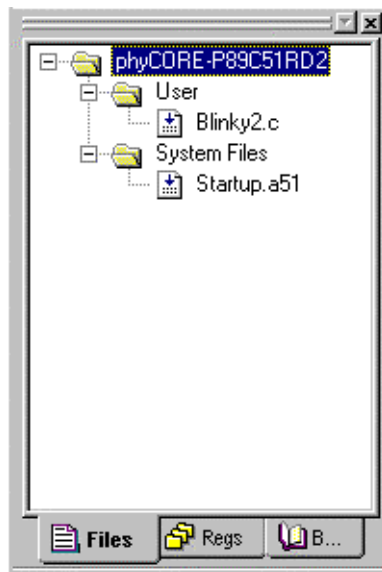 phyCORE-P89C51RD2
User
Blinky2.c
System Files
Startup.a51
Files Regs B...